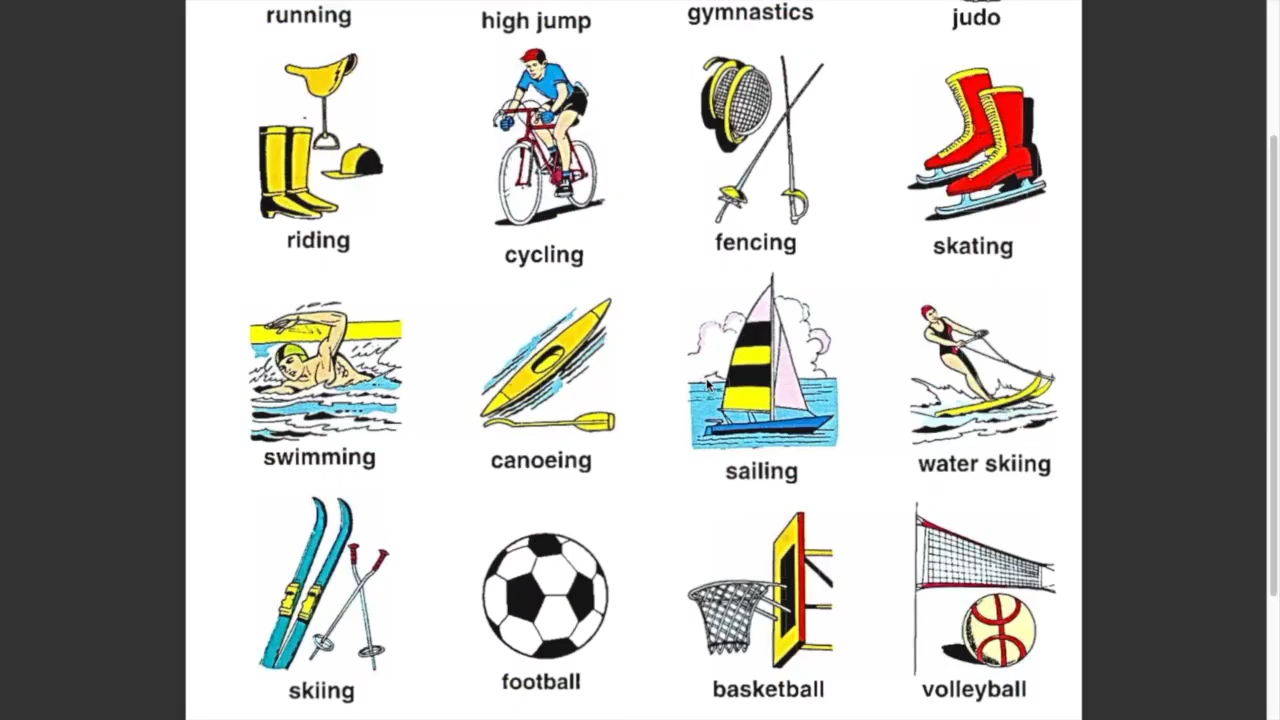 running
high jump
gymnastics
judo
riding
cycling
fencing
skating
swimming
canoeing
sailing
water skiing
skiing
football
basketball
volleyball